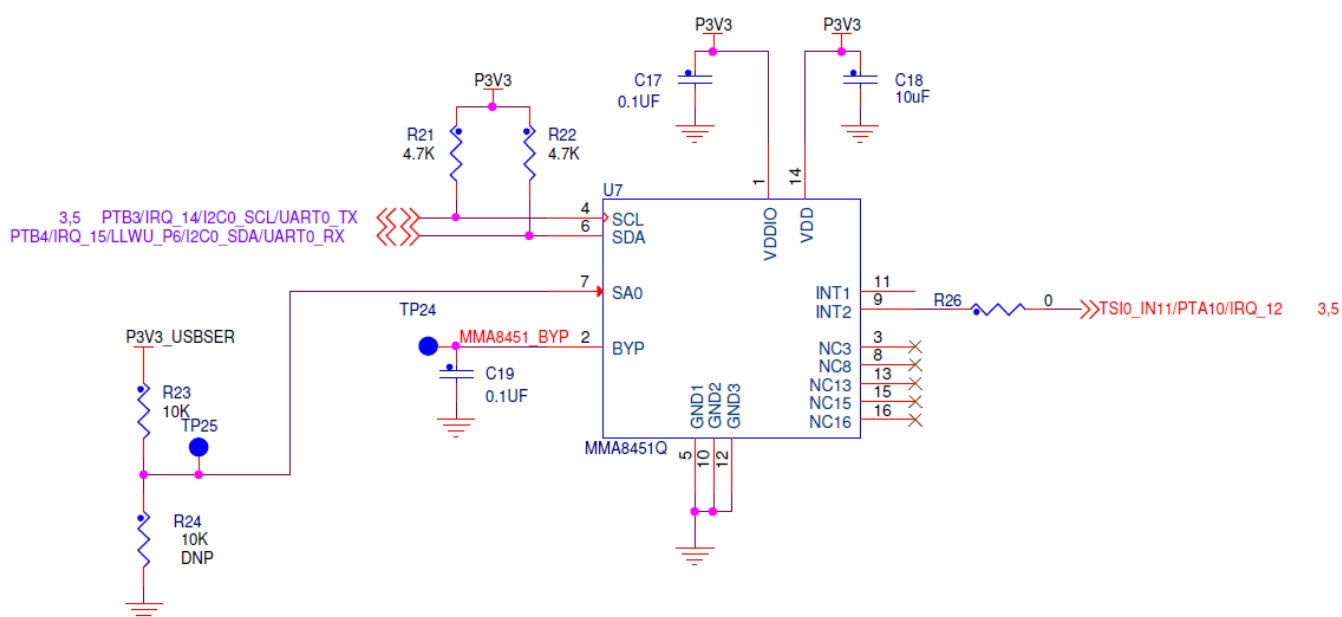 P3V3
P3V3
C17
0.1UF
C18
10uF
P3V3
R21
4.7K
R22
4.7K
U7
1
14
VDDIO
VDD
3,5 PTB3/IRQ_14/I2C0_SCL/UART0_TX
4
SCL
PTB4/IRQ_15/LLWU_P6/I2C0_SDA/UART0_RX
6
SDA
7
SA0
TP24
MMA8451_BYP
2
BYP
C19
0.1UF
INT1
11
INT2
9
R26
0
TSI0_IN11/PTA10/IRQ_12 3,5
NC3
3
NC8
8
NC13
13
NC15
15
NC16
16
GND1
GND2
GND3
MMA8451Q
5
10
12
P3V3_USBSER
R23
10K
TP25
R24
10K
DNP